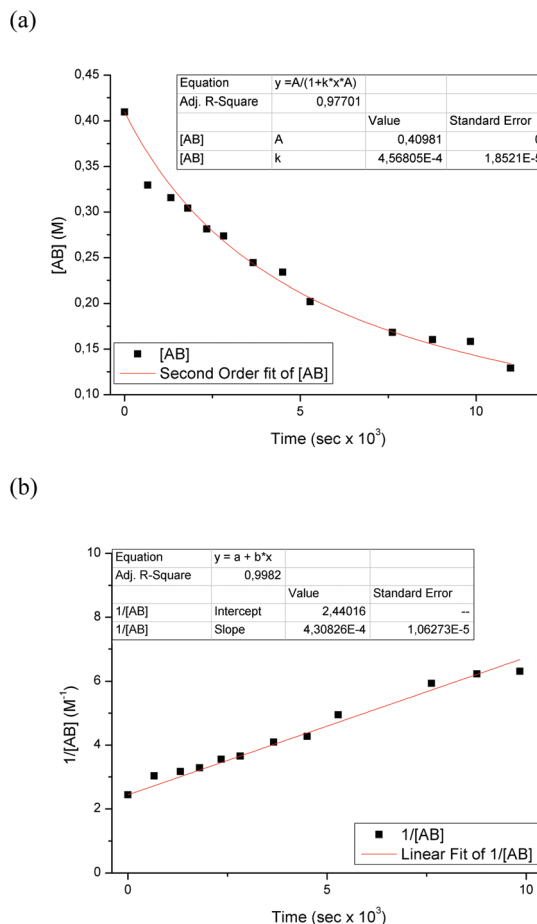 (a)
0,45
0,40
0,35
0,30
0,25
0,20
0,15
0,10
[AB] (M)
Equation y =A/(1+k*x*A)
Adj. R-Square 0,97701
Value Standard Error
[AB] A 0,40981 0
[AB] k 4,56805E-4 1,8521E-5
[AB]
Second Order fit of [AB]
0 5 10
Time (sec x 10³)
(b)
10
8
6
4
2
0
1/[AB] (M⁻¹)
Equation y = a + b*x
Adj. R-Square 0,9982
Value Standard Error
1/[AB] Intercept 2,44016 --
1/[AB] Slope 4,30826E-4 1,06273E-5
1/[AB]
Linear Fit of 1/[AB]
0 5 10
Time (sec x 10³)